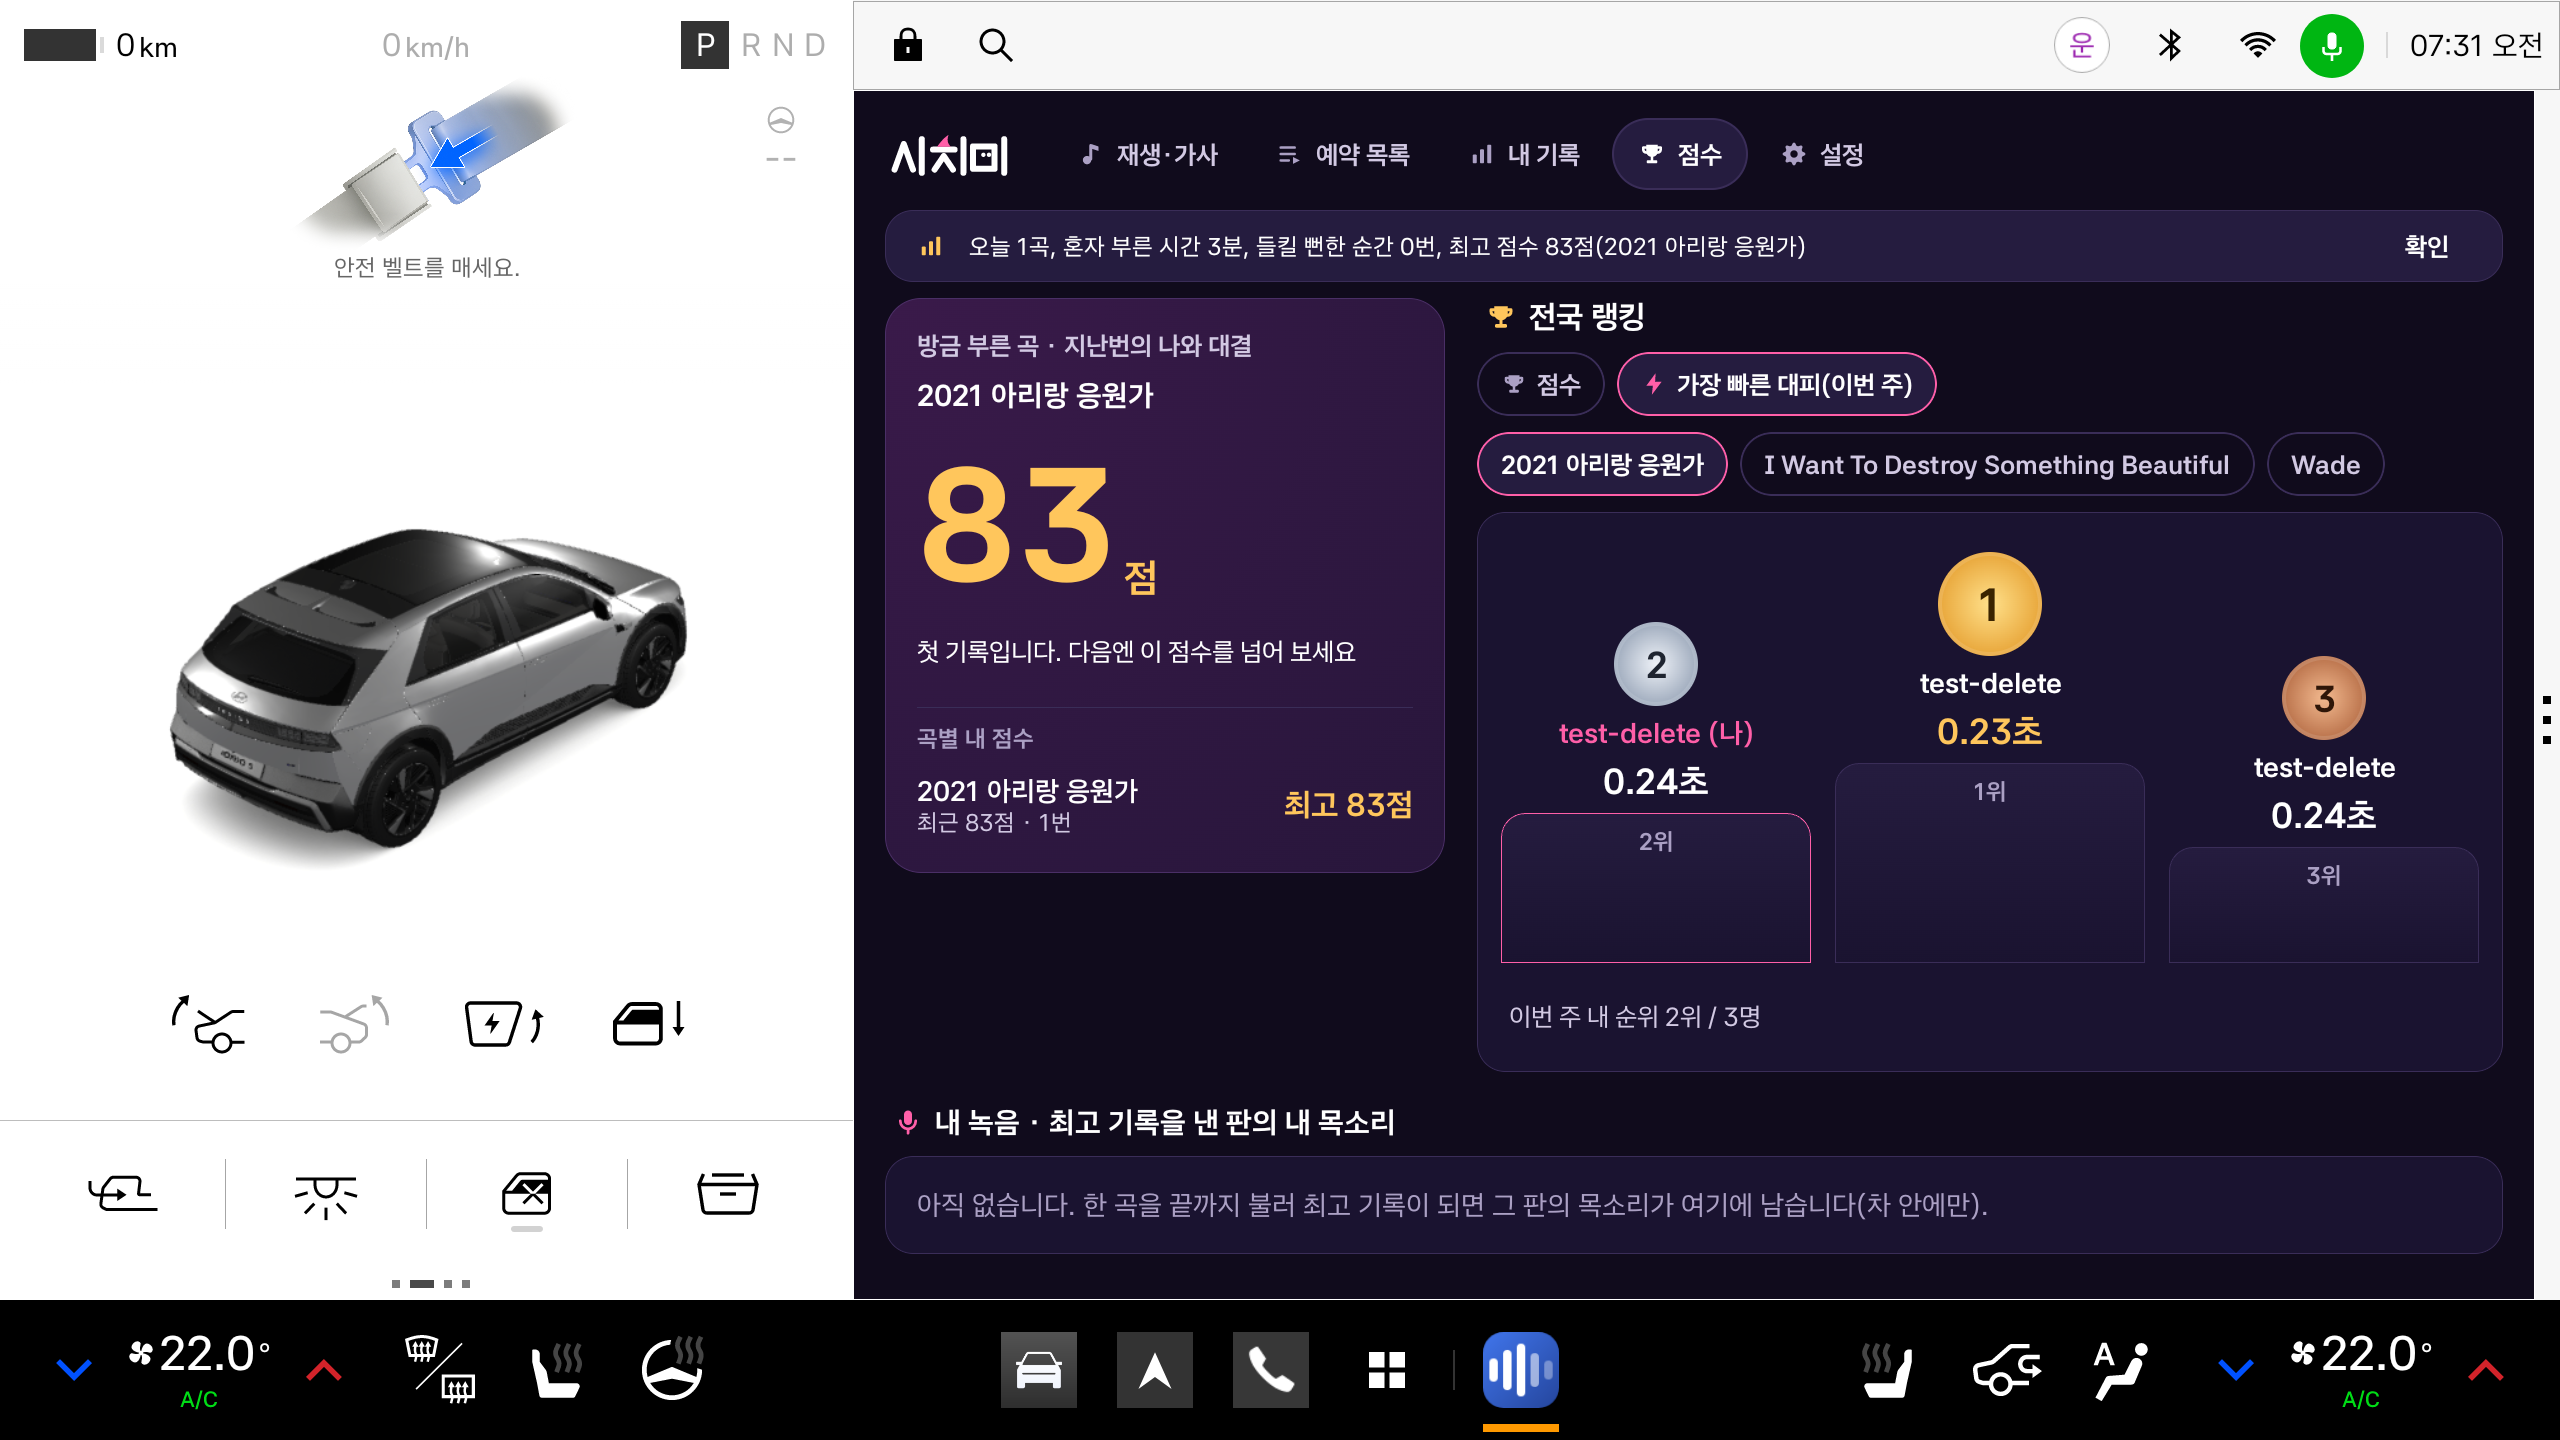 0 km
0 km/h
P R N D
운
07:31 오전
안전 벨트를 매세요.
시치미
재생·가사
예약 목록
내 기록
점수
설정
오늘 1곡, 혼자 부른 시간 3분, 들킬 뻔한 순간 0번, 최고 점수 83점(2021 아리랑 응원가)
확인
방금 부른 곡 · 지난번의 나와 대결
2021 아리랑 응원가
83점
첫 기록입니다. 다음엔 이 점수를 넘어 보세요
곡별 내 점수
2021 아리랑 응원가
최근 83점 · 1번
최고 83점
전국 랭킹
점수
가장 빠른 대피(이번 주)
2021 아리랑 응원가
I Want To Destroy Something Beautiful
Wade
2
test-delete (나)
0.24초
2위
1
test-delete
0.23초
1위
3
test-delete
0.24초
3위
이번 주 내 순위 2위 / 3명
내 녹음 · 최고 기록을 낸 판의 내 목소리
아직 없습니다. 한 곡을 끝까지 불러 최고 기록이 되면 그 판의 목소리가 여기에 남습니다(차 안에만).
22.0°
A/C
A
22.0°
A/C